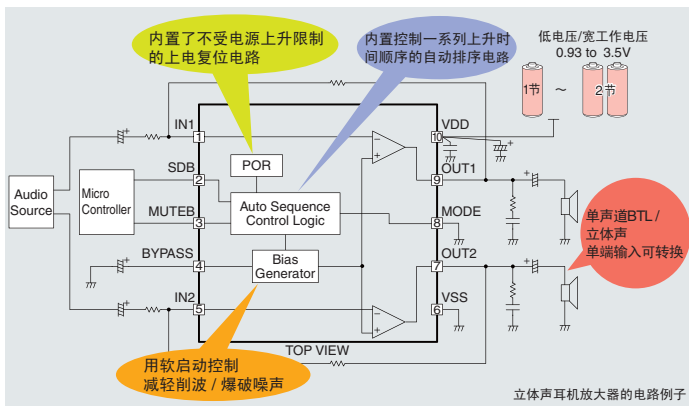 内置了不受电源上升限制
的上电复位电路
内置控制一系列上升时
间顺序的自动排序电路
低电压/宽工作电压
0.93 to 3.5V
1节 ~ 2节
IN1
1
10
VDD
POR
SDB
2
9
OUT1
Audio
Source
Micro
Controller
Auto Sequence
Control Logic
MUTEB
3
8
MODE
单声道BTL /
立体声
单端输入可转换
BYPASS
4
Bias
Generator
7
OUT2
IN2
5
6
VSS
TOP VIEW
用软启动控制
减轻削波 / 爆破噪声
立体声耳机放大器的电路例子